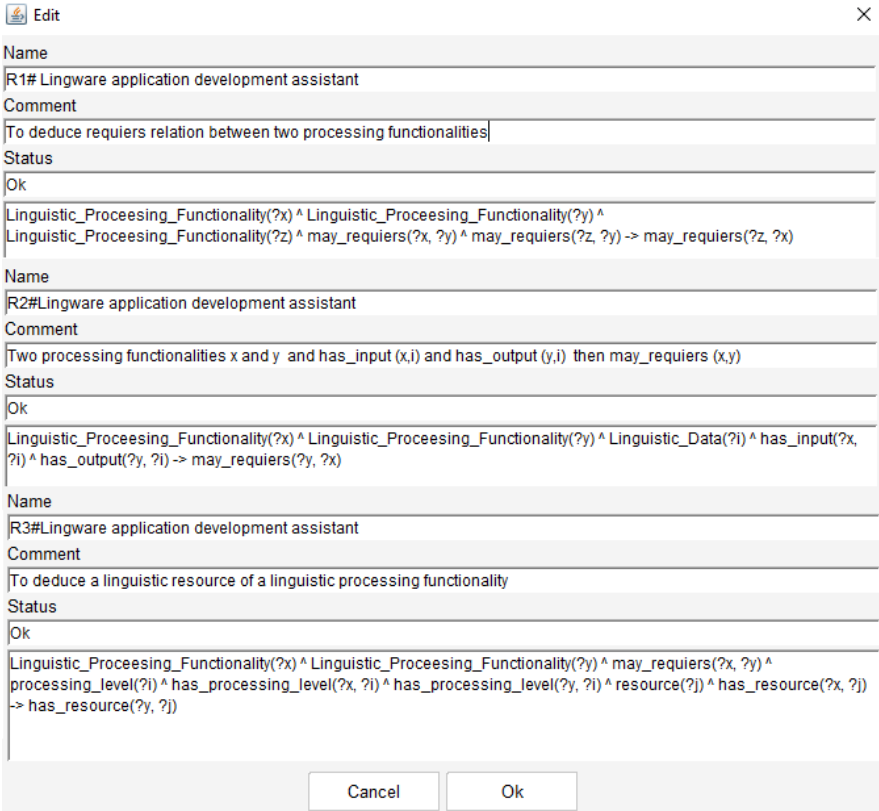 Edit
Name
R1# Lingware application development assistant
Comment
To deduce requiers relation between two processing functionalities
Status
Ok
Linguistic_Proceesing_Functionality(?x) ^ Linguistic_Proceesing_Functionality(?y) ^
Linguistic_Proceesing_Functionality(?z) ^ may_requiers(?x, ?y) ^ may_requiers(?z, ?y) -> may_requiers(?z, ?x)
Name
R2#Lingware application development assistant
Comment
Two processing functionalities x and y and has_input (x,i) and has_output (y,i) then may_requiers (x,y)
Status
Ok
Linguistic_Proceesing_Functionality(?x) ^ Linguistic_Proceesing_Functionality(?y) ^ Linguistic_Data(?i) ^ has_input(?x,
?i) ^ has_output(?y, ?i) -> may_requiers(?y, ?x)
Name
R3#Lingware application development assistant
Comment
To deduce a linguistic resource of a linguistic processing functionality
Status
Ok
Linguistic_Proceesing_Functionality(?x) ^ Linguistic_Proceesing_Functionality(?y) ^ may_requiers(?x, ?y) ^
processing_level(?i) ^ has_processing_level(?x, ?i) ^ has_processing_level(?y, ?i) ^ resource(?j) ^ has_resource(?x, ?j)
-> has_resource(?y, ?j)
Cancel Ok